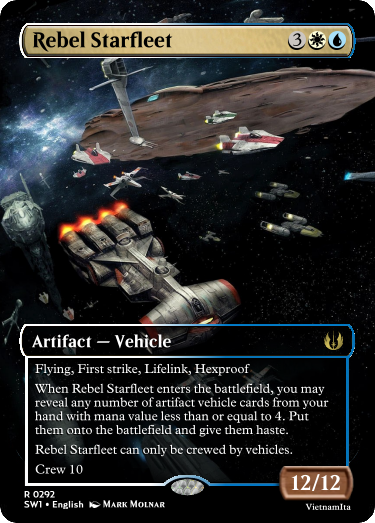 Rebel Starfleet 3
Artifact — Vehicle
Flying, First strike, Lifelink, Hexproof
When Rebel Starfleet enters the battlefield, you may
reveal any number of artifact vehicle cards from your
hand with mana value less than or equal to 4. Put
them onto the battlefield and give them haste.
Rebel Starfleet can only be crewed by vehicles.
Crew 10
12/12
R 0292
SW1 • English MARK MOLNAR
VietnamIta